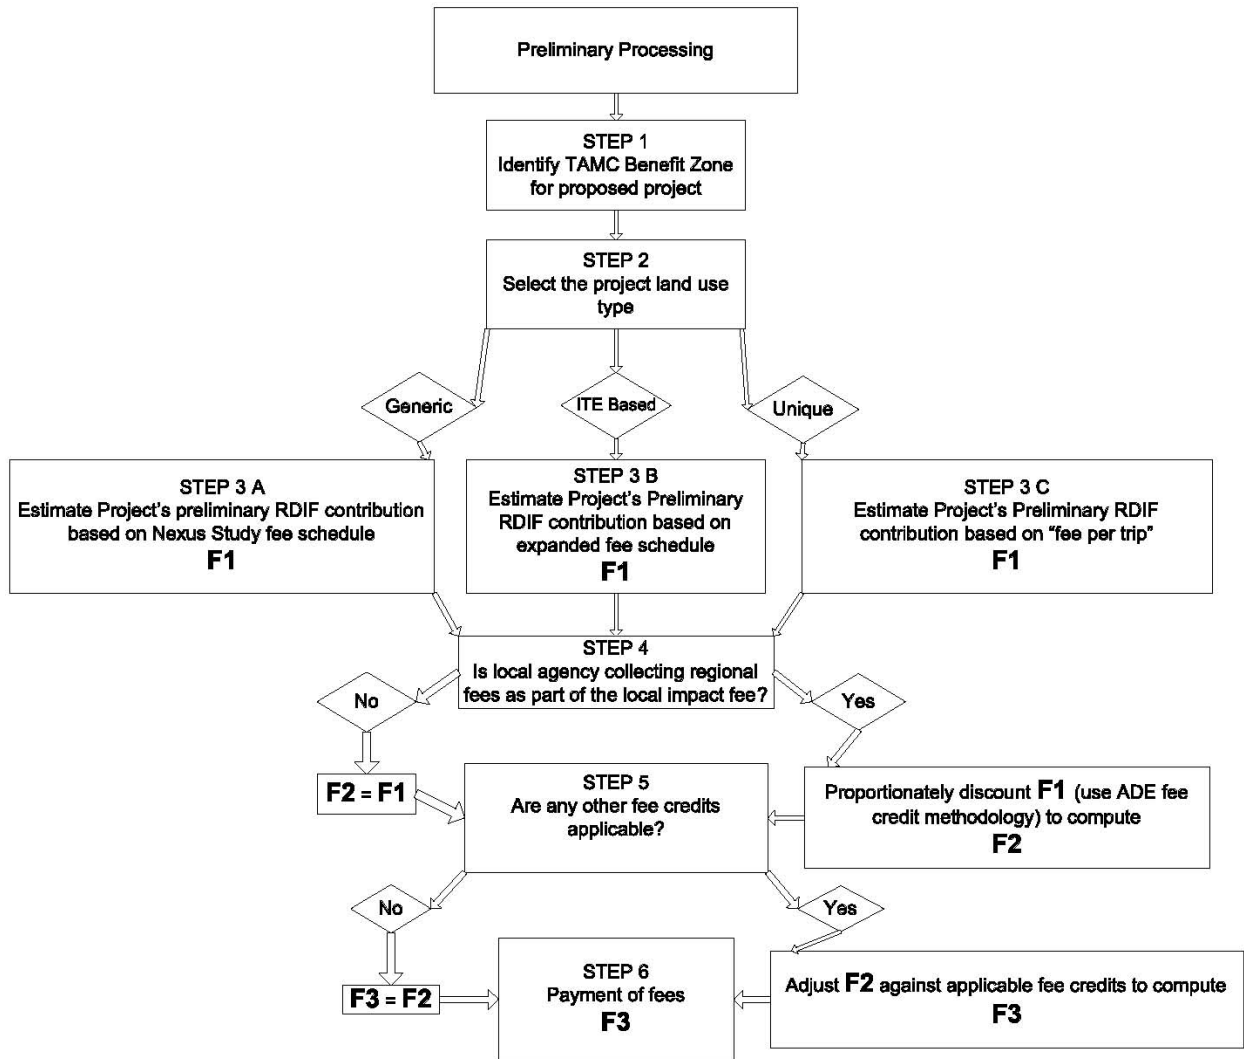 Preliminary Processing
STEP 1
Identify TAMC Benefit Zone
for proposed project
STEP 2
Select the project land use
type
Generic
ITE Based
Unique
STEP 3 A
Estimate Project's preliminary RDIF contribution
based on Nexus Study fee schedule
F1
STEP 3 B
Estimate Project's Preliminary
RDIF contribution based on
expanded fee schedule
F1
STEP 3 C
Estimate Project's Preliminary RDIF
contribution based on “fee per trip”
F1
STEP 4
Is local agency collecting regional
fees as part of the local impact fee?
No
Yes
F2 = F1
STEP 5
Are any other fee credits
applicable?
Proportionately discount F1 (use ADE fee
credit methodology) to compute
F2
No
Yes
F3 = F2
STEP 6
Payment of fees
F3
Adjust F2 against applicable fee credits to compute
F3